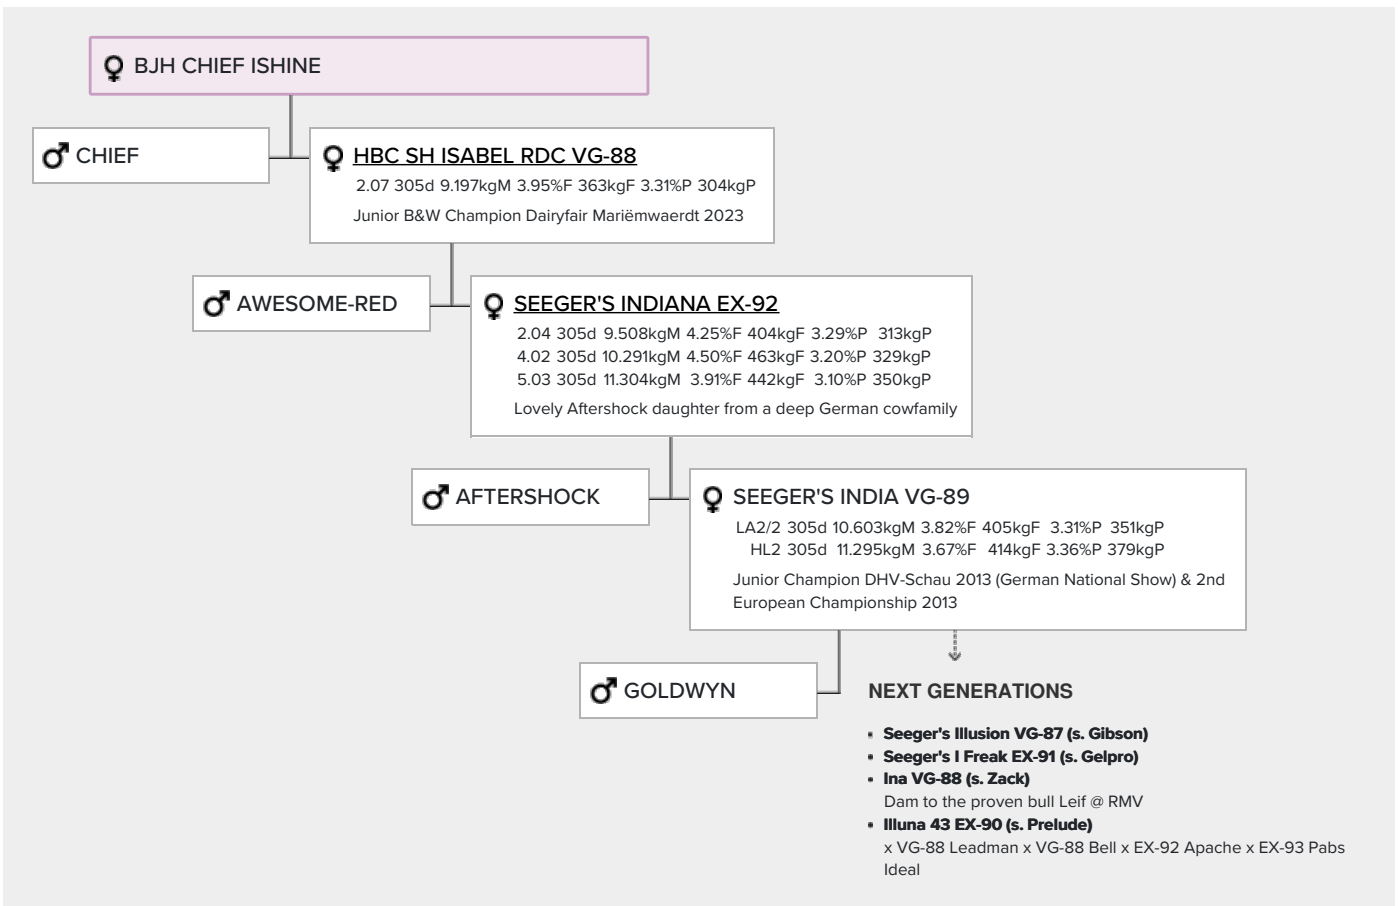 BJH CHIEF ISHINE
CHIEF
HBC SH ISABEL RDC VG-88
2.07 305d 9.197kgM 3.95%F 363kgF 3.31%P 304kgP
Junior B&W Champion Dairyfair Mariëmwaerdt 2023
AWESOME-RED
SEEGER'S INDIANA EX-92
2.04 305d 9.508kgM 4.25%F 404kgF 3.29%P 313kgP
4.02 305d 10.291kgM 4.50%F 463kgF 3.20%P 329kgP
5.03 305d 11.304kgM 3.91%F 442kgF 3.10%P 350kgP
Lovely Aftershock daughter from a deep German cowfamily
AFTERSHOCK
SEEGER'S INDIA VG-89
LA2/2 305d 10.603kgM 3.82%F 405kgF 3.31%P 351kgP
HL2 305d 11.295kgM 3.67%F 414kgF 3.36%P 379kgP
Junior Champion DHV-Schau 2013 (German National Show) & 2nd
European Championship 2013
GOLDWYN
NEXT GENERATIONS
• Seeger's Illusion VG-87 (s. Gibson)
• Seeger's I Freak EX-91 (s. Gelpro)
• Ina VG-88 (s. Zack)
Dam to the proven bull Leif @ RMV
• Illuna 43 EX-90 (s. Prelude)
x VG-88 Leadman x VG-88 Bell x EX-92 Apache x EX-93 Pabs
Ideal